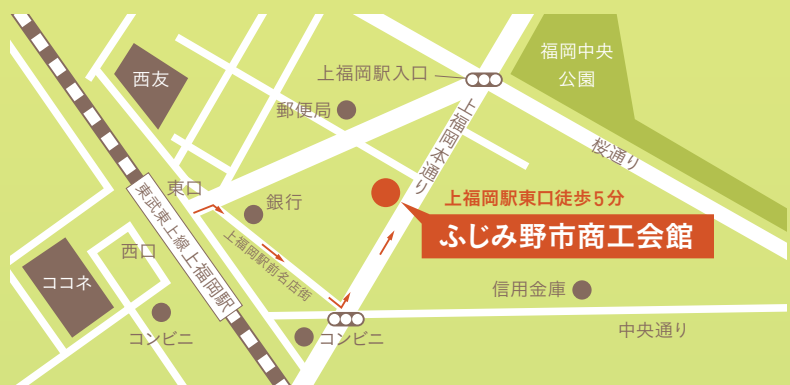 西友
上福岡駅入口
福岡中央
公園
郵便局
上福岡本通り
桜通り
東口
銀行
上福岡駅東口徒歩5分
ふじみ野市商工会館
東武東上線上福岡駅
上福岡駅前名店街
西口
ココネ
コンビニ
コンビニ
信用金庫
中央通り